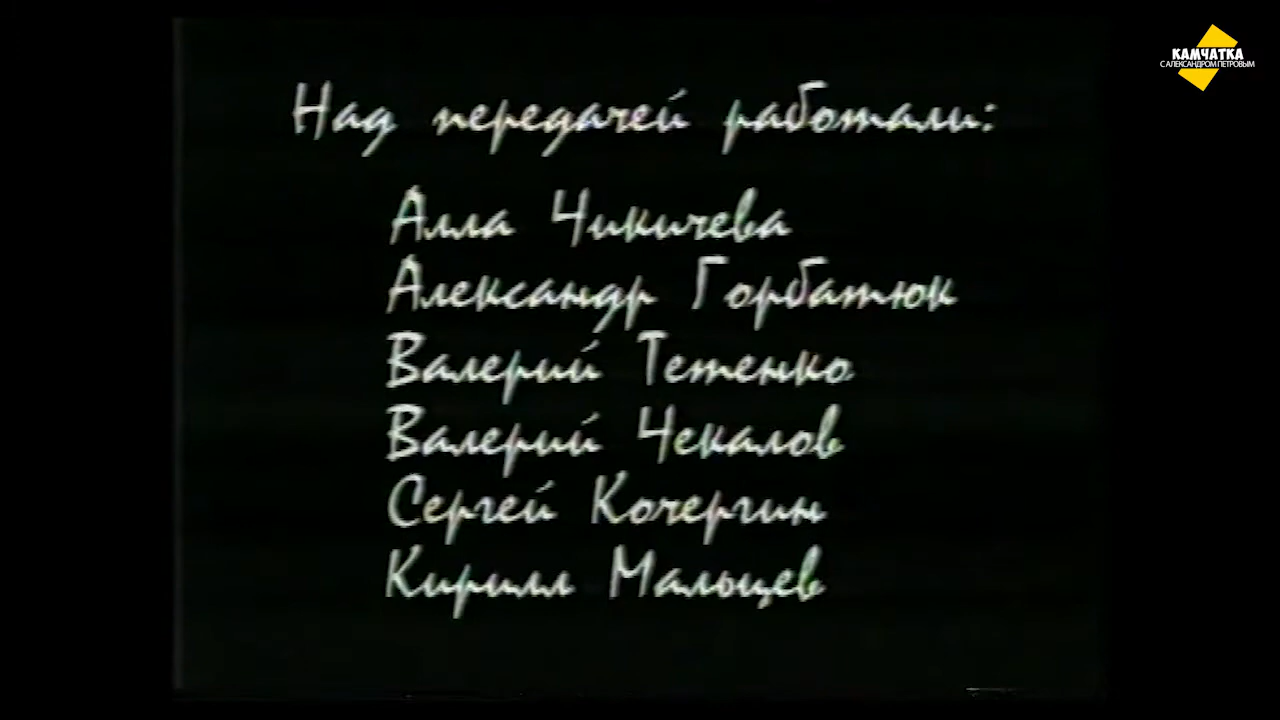 КАМЧАТКА
С АЛЕКСАНДРОМ ПЕТРОВЫМ
Над передачей работали:
Алла Чикичева
Александр Горбатюк
Валерий Тетенко
Валерий Чекалов
Сергей Кочергин
Кирилл Мальцев